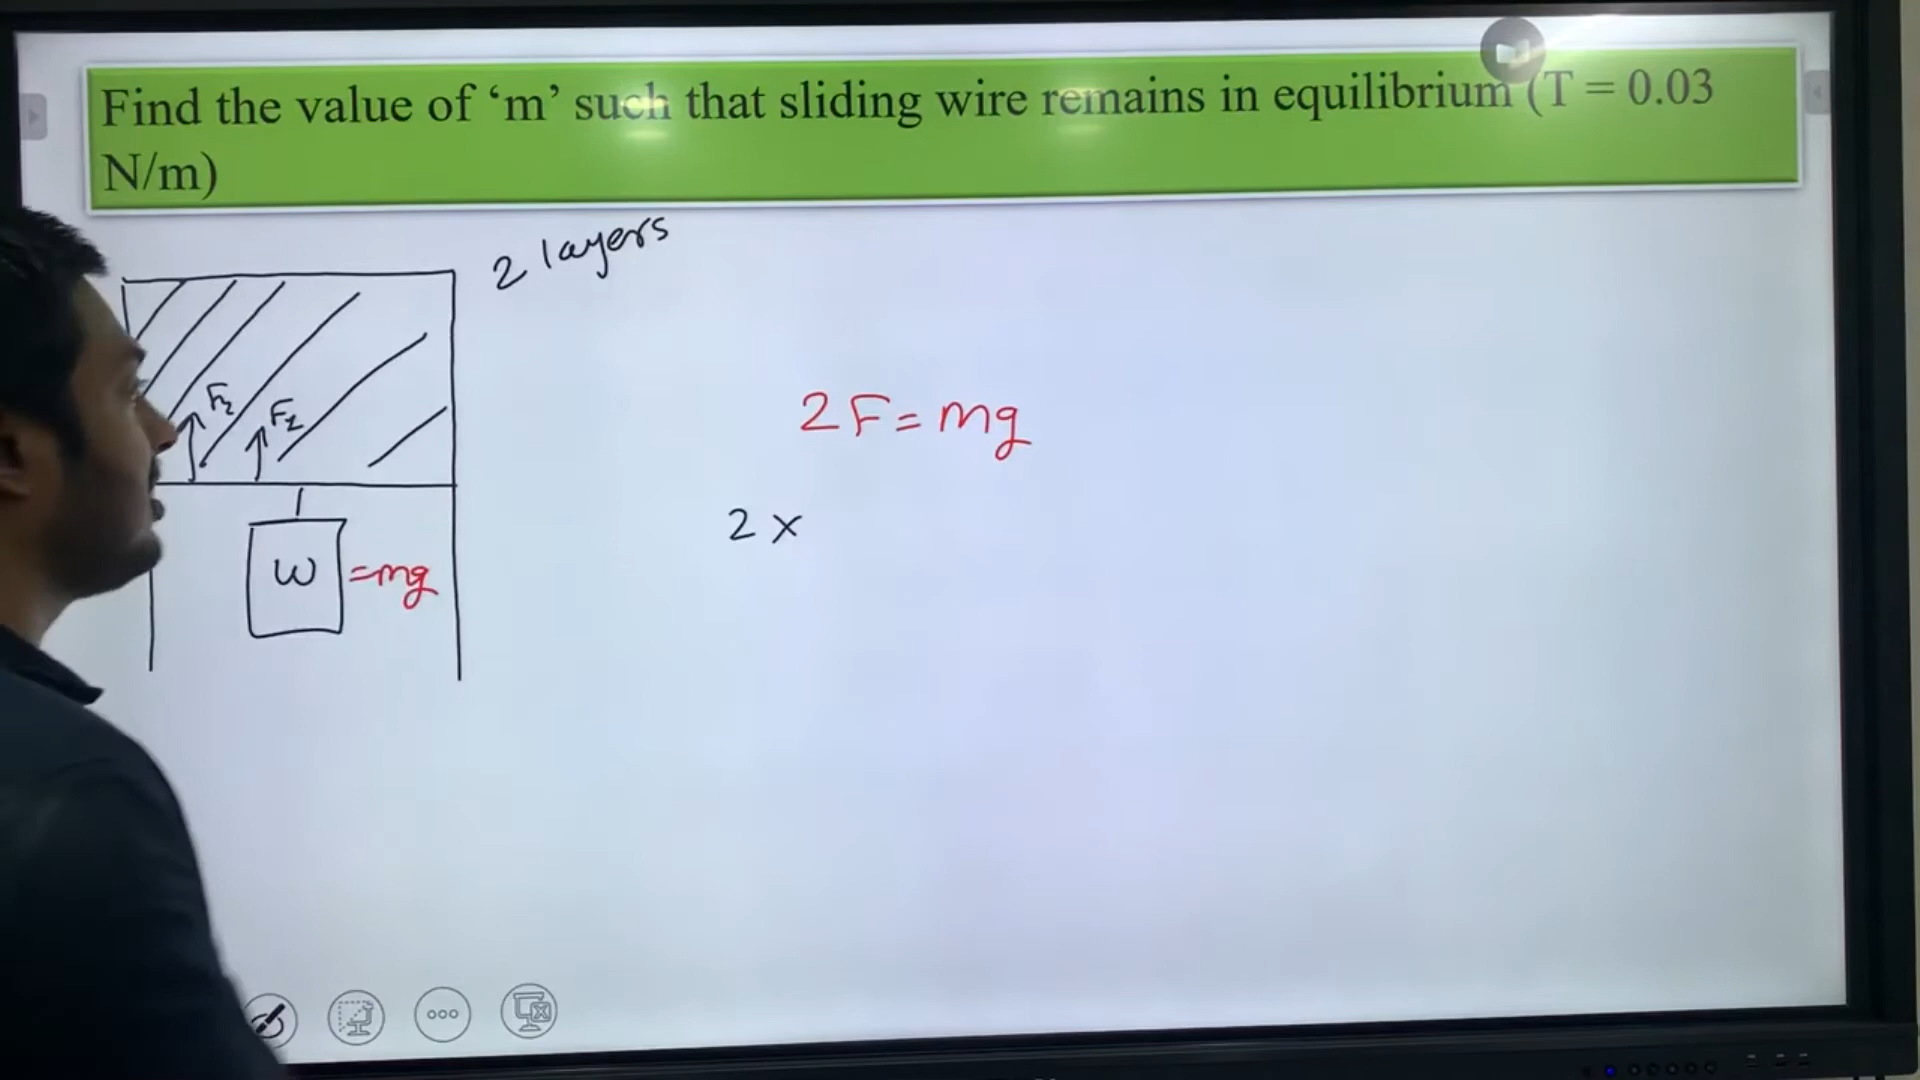 Find the value of ‘m’ such that sliding wire remains in equilibrium (T = 0.03
N/m)
2 layers
F
F
2F = mg
2 x
W = mg